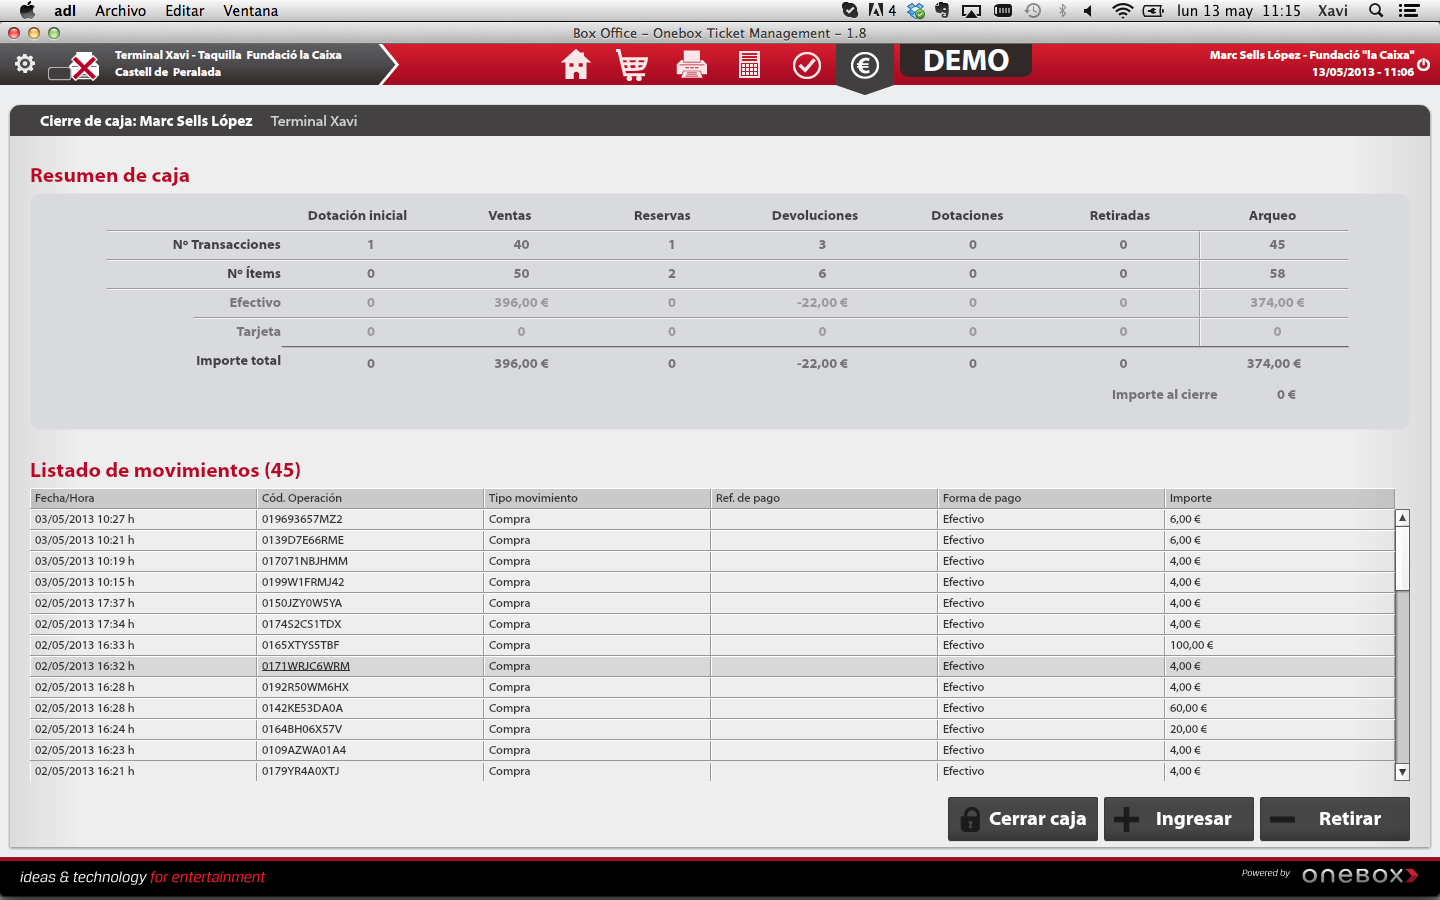 adl Archivo Editar Ventana 4 lun 13 may 11:15 Xavi
Box Office – Onebox Ticket Management – 1.8
Terminal Xavi - Taquilla Fundació la Caixa
Castell de Peralada
DEMO
Marc Sells López - Fundació "la Caixa"
13/05/2013 - 11:06
Cierre de caja: Marc Sells López Terminal Xavi
Resumen de caja
Dotación inicial Ventas Reservas Devoluciones Dotaciones Retiradas Arqueo
Nº Transacciones 1 40 1 3 0 0 45
Nº Ítems 0 50 2 6 0 0 58
Efectivo 0 396,00 € 0 -22,00 € 0 0 374,00 €
Tarjeta 0 0 0 0 0 0 0
Importe total 0 396,00 € 0 -22,00 € 0 0 374,00 €
Importe al cierre 0 €
Listado de movimientos (45)
Fecha/Hora Cód. Operación Tipo movimiento Ref. de pago Forma de pago Importe
03/05/2013 10:27 h 019693657MZ2 Compra Efectivo 6,00 €
03/05/2013 10:21 h 0139D7E66RME Compra Efectivo 6,00 €
03/05/2013 10:19 h 017071NBJHMM Compra Efectivo 4,00 €
03/05/2013 10:15 h 0199W1FRMJ42 Compra Efectivo 4,00 €
02/05/2013 17:37 h 0150JZY0W5YA Compra Efectivo 4,00 €
02/05/2013 17:34 h 0174S2CS1TDX Compra Efectivo 4,00 €
02/05/2013 16:33 h 0165XTYS5TBF Compra Efectivo 100,00 €
02/05/2013 16:32 h 0171WRJC6WRM Compra Efectivo 4,00 €
02/05/2013 16:28 h 0192R50WM6HX Compra Efectivo 4,00 €
02/05/2013 16:28 h 0142KE53DA0A Compra Efectivo 60,00 €
02/05/2013 16:24 h 0164BH06X57V Compra Efectivo 20,00 €
02/05/2013 16:23 h 0109AZWA01A4 Compra Efectivo 4,00 €
02/05/2013 16:21 h 0179YR4A0XTJ Compra Efectivo 4,00 €
Cerrar caja Ingresar Retirar
ideas & technology for entertainment Powered by oneBox